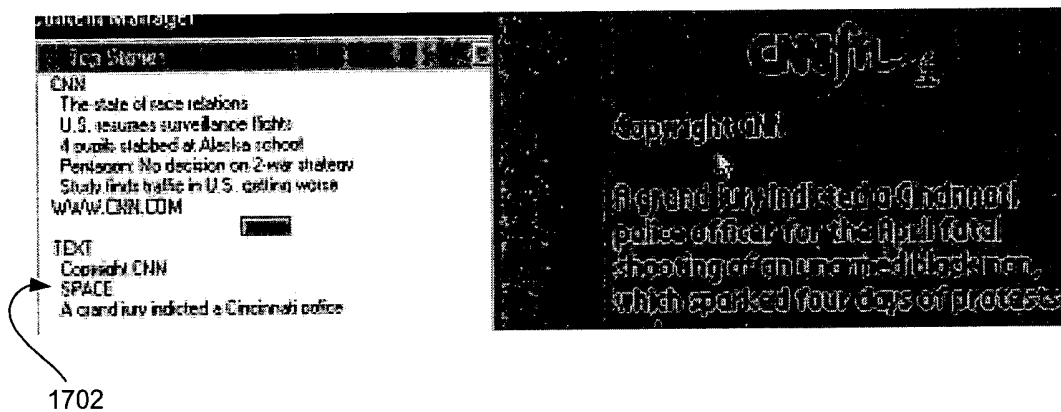 Manager
Top Stories
CNN
The state of race relations
U.S. resumes surveillance flights
4 pupils stabbed at Alaska school
Pentagon: No decision on 2-war strategy
Study finds traffic in U.S. getting worse
WWW.CNN.COM
TEXT
Copyright CNN
SPACE
A grand jury indicted a Cincinnati police
1702
Copyright CNN
A grand jury indicted a Cincinnati,
police officer for the April fatal
shooting of an unarmed black man,
which sparked four days of protests